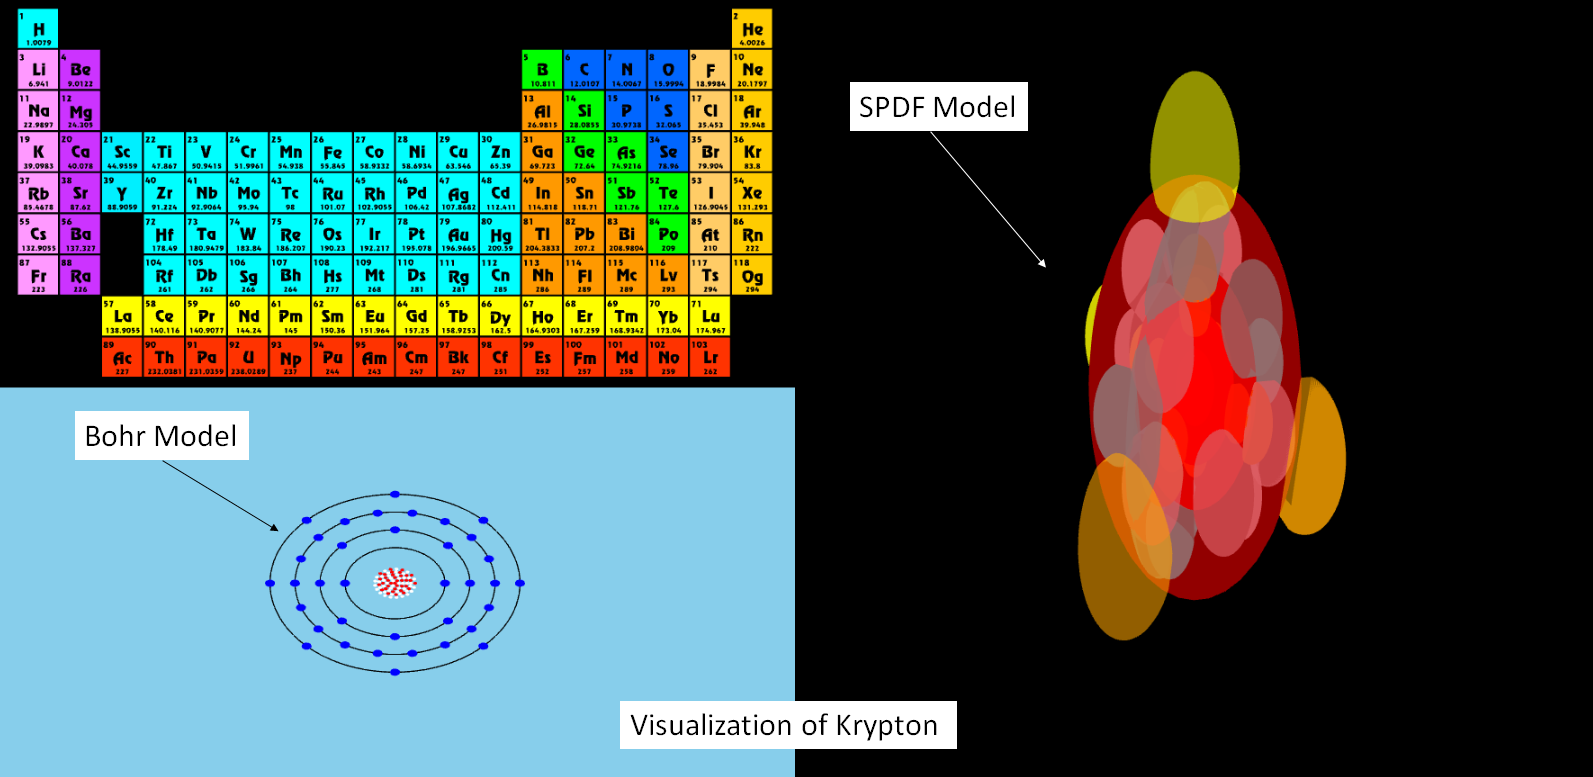 1 2
H He
1.0079 4.0026
3 4 5 6 7 8 9 10
Li Be B C N O F Ne
6.941 9.0122 10.811 12.0107 14.0067 15.9994 18.9984 20.1797
11 12 13 14 15 16 17 18
Na Mg Al Si P S Cl Ar
22.9897 24.305 26.9815 28.0855 30.9738 32.065 35.453 39.948
19 20 21 22 23 24 25 26 27 28 29 30 31 32 33 34 35 36
K Ca Sc Ti V Cr Mn Fe Co Ni Cu Zn Ga Ge As Se Br Kr
39.0983 40.078 44.9559 47.867 50.9415 51.9961 54.938 55.845 58.9332 58.6934 63.546 65.39 69.723 72.64 74.9216 78.96 79.904 83.8
37 38 39 40 41 42 43 44 45 46 47 48 49 50 51 52 53 54
Rb Sr Y Zr Nb Mo Tc Ru Rh Pd Ag Cd In Sn Sb Te I Xe
85.4678 87.62 88.9059 91.224 92.9064 95.94 98 101.07 102.9055 106.42 107.8682 112.411 114.818 118.71 121.76 127.6 126.9045 131.293
55 56 72 73 74 75 76 77 78 79 80 81 82 83 84 85 86
Cs Ba Hf Ta W Re Os Ir Pt Au Hg Tl Pb Bi Po At Rn
132.9055 137.327 178.49 180.9479 183.84 186.207 190.23 192.217 195.078 196.9665 200.59 204.3833 207.2 208.9804 209 210 222
87 88 104 105 106 107 108 109 110 111 112 113 114 115 116 117 118
Fr Ra Rf Db Sg Bh Hs Mt Ds Rg Cn Nh Fl Mc Lv Ts Og
223 226 261 262 266 264 277 268 281 281 285 286 289 289 293 294 294
57 58 59 60 61 62 63 64 65 66 67 68 69 70 71
La Ce Pr Nd Pm Sm Eu Gd Tb Dy Ho Er Tm Yb Lu
138.9055 140.116 140.9077 144.24 145 150.36 151.964 157.25 158.9253 162.5 164.9303 167.259 168.9342 173.04 174.967
89 90 91 92 93 94 95 96 97 98 99 100 101 102 103
Ac Th Pa U Np Pu Am Cm Bk Cf Es Fm Md No Lr
227 232.0381 231.0359 238.0289 237 244 243 247 247 251 252 257 258 259 262
SPDF Model
Bohr Model
Visualization of Krypton